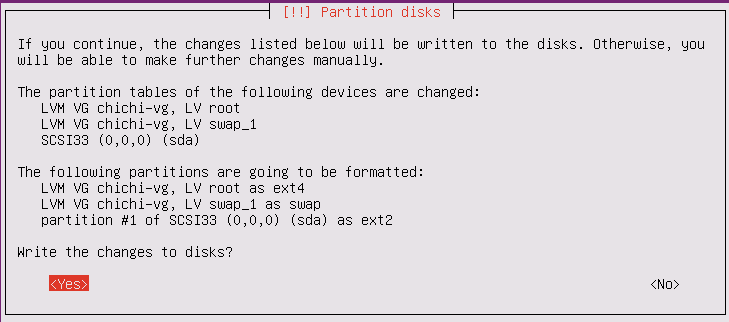 [!!] Partition disks
If you continue, the changes listed below will be written to the disks. Otherwise, you
will be able to make further changes manually.
The partition tables of the following devices are changed:
LVM VG chichi-vg, LV root
LVM VG chichi-vg, LV swap_1
SCSI33 (0,0,0) (sda)
The following partitions are going to be formatted:
LVM VG chichi-vg, LV root as ext4
LVM VG chichi-vg, LV swap_1 as swap
partition #1 of SCSI33 (0,0,0) (sda) as ext2
Write the changes to disks?
<Yes> <No>